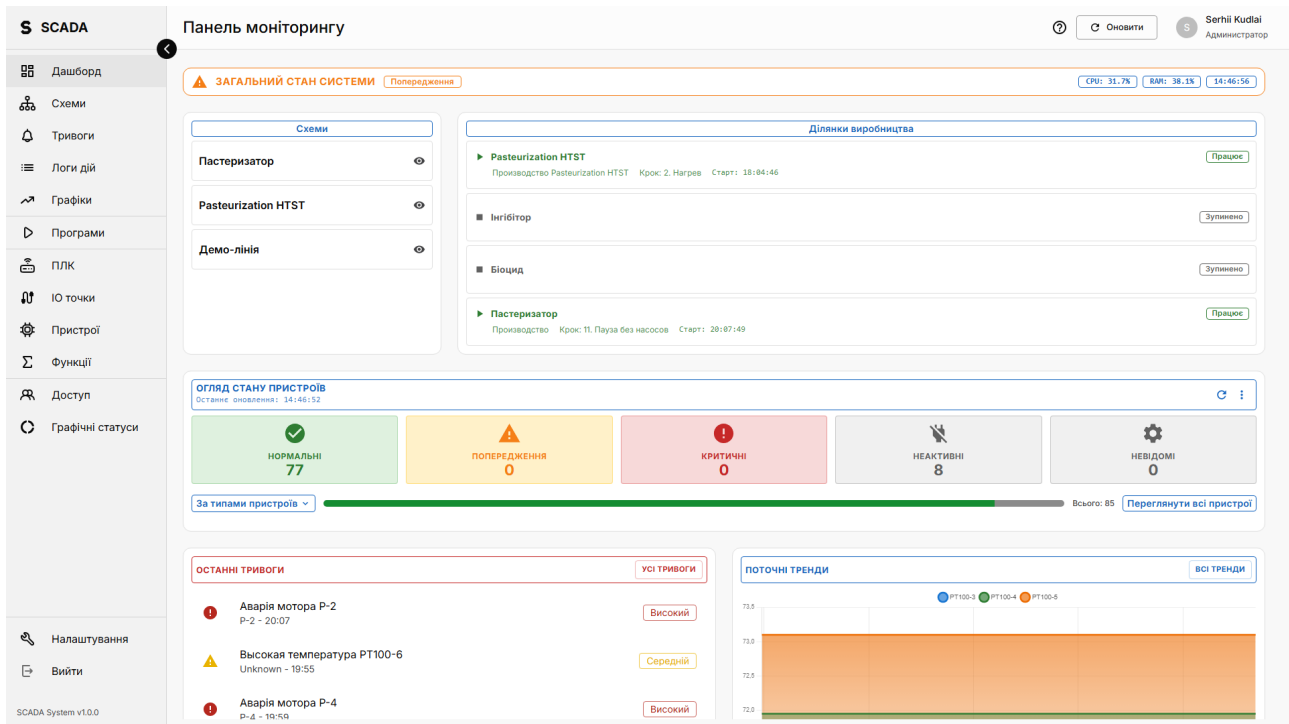 SCADA
Дашборд
Схеми
Тривоги
Логи дій
Графіки
Програми
ПЛК
IO точки
Пристрої
Функції
Доступ
Графічні статуси
Налаштування
Вийти
SCADA System v1.0.0
Панель моніторингу
Оновити
S
Serhii Kudlai
Администратор
ЗАГАЛЬНИЙ СТАН СИСТЕМИ Попередження
CPU: 31.7% RAM: 38.1% 14:46:56
Схеми
Пастеризатор
Pasteurization HTST
Демо-лінія
Ділянки виробництва
Pasteurization HTST Працює
Производство Pasteurization HTST Крок: 2. Нагрев Старт: 18:04:46
Інгібітор Зупинено
Біоцид Зупинено
Пастеризатор Працює
Производство Крок: 11. Пауза без насосов Старт: 20:07:49
ОГЛЯД СТАНУ ПРИСТРОЇВ
Останнє оновлення: 14:46:52
НОРМАЛЬНІ
77
ПОПЕРЕДЖЕННЯ
0
КРИТИЧНІ
0
НЕАКТИВНІ
8
НЕВІДОМІ
0
За типами пристроїв Всього: 85 Переглянути всі пристрої
ОСТАННІ ТРИВОГИ УСІ ТРИВОГИ
Аварія мотора P-2
P-2 - 20:07
Високий
Высокая температура PT100-6
Unknown - 19:55
Середній
Аварія мотора P-4
P-4 - 19:59
Високий
ПОТОЧНІ ТРЕНДИ ВСІ ТРЕНДИ
PT100-3 PT100-4 PT100-6
73.5
73.0
72.5
72.0